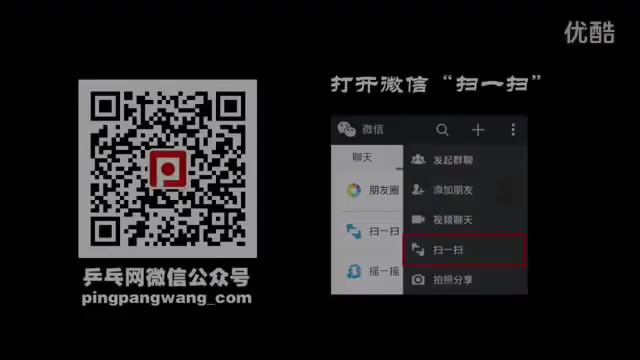 优酷
打开微信“扫一扫”
微信
聊天
发起群聊
朋友圈
添加朋友
视频聊天
扫一扫
扫一扫
摇一摇
拍照分享
乒乓网微信公众号
pingpangwang_com